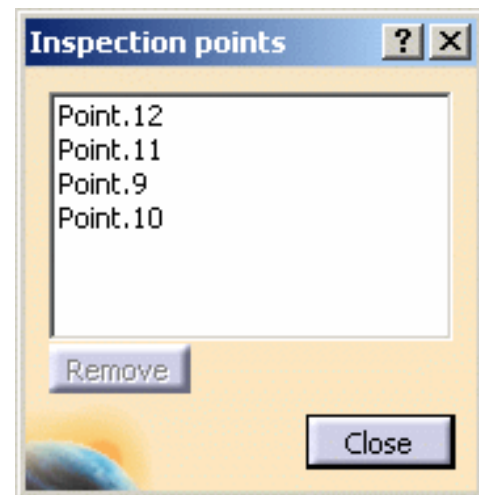 Inspection points
Point.12
Point.11
Point.9
Point.10
Remove
Close